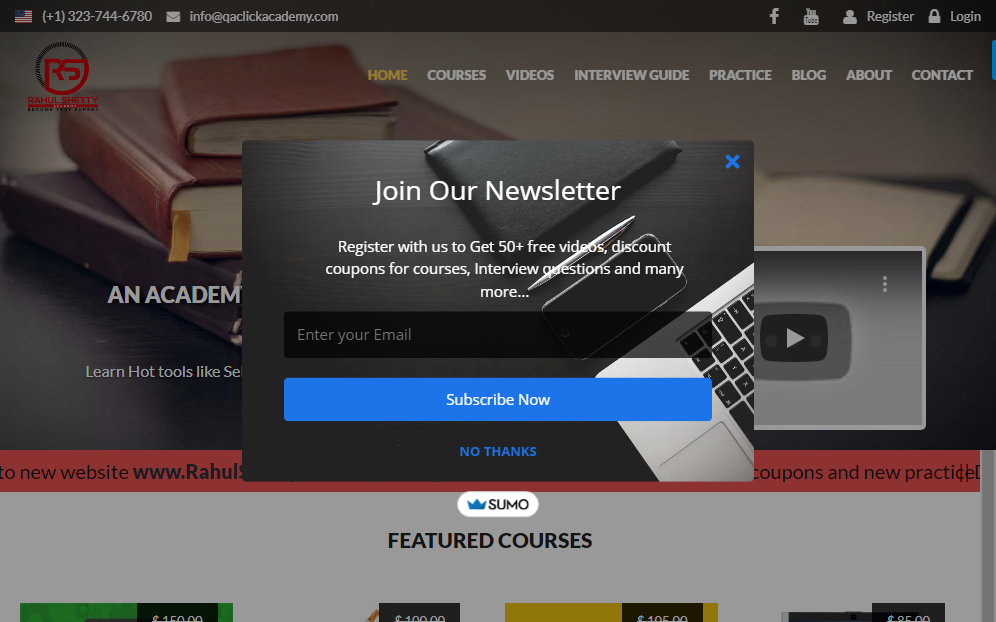 (+1) 323-744-6780 info@qaclickacademy.com Register Login
RAHUL SHETTY
HOME COURSES VIDEOS INTERVIEW GUIDE PRACTICE BLOG ABOUT CONTACT
Join Our Newsletter
Register with us to Get 50+ free videos, discount
coupons for courses, Interview questions and many
more...
AN ACADEM
Enter your Email
Learn Hot tools like Se
Subscribe Now
NO THANKS
to new website www.RahulS coupons and new practice
SUMO
FEATURED COURSES
$ 150.00 $ 100.00 $ 105.00 $ 85.00